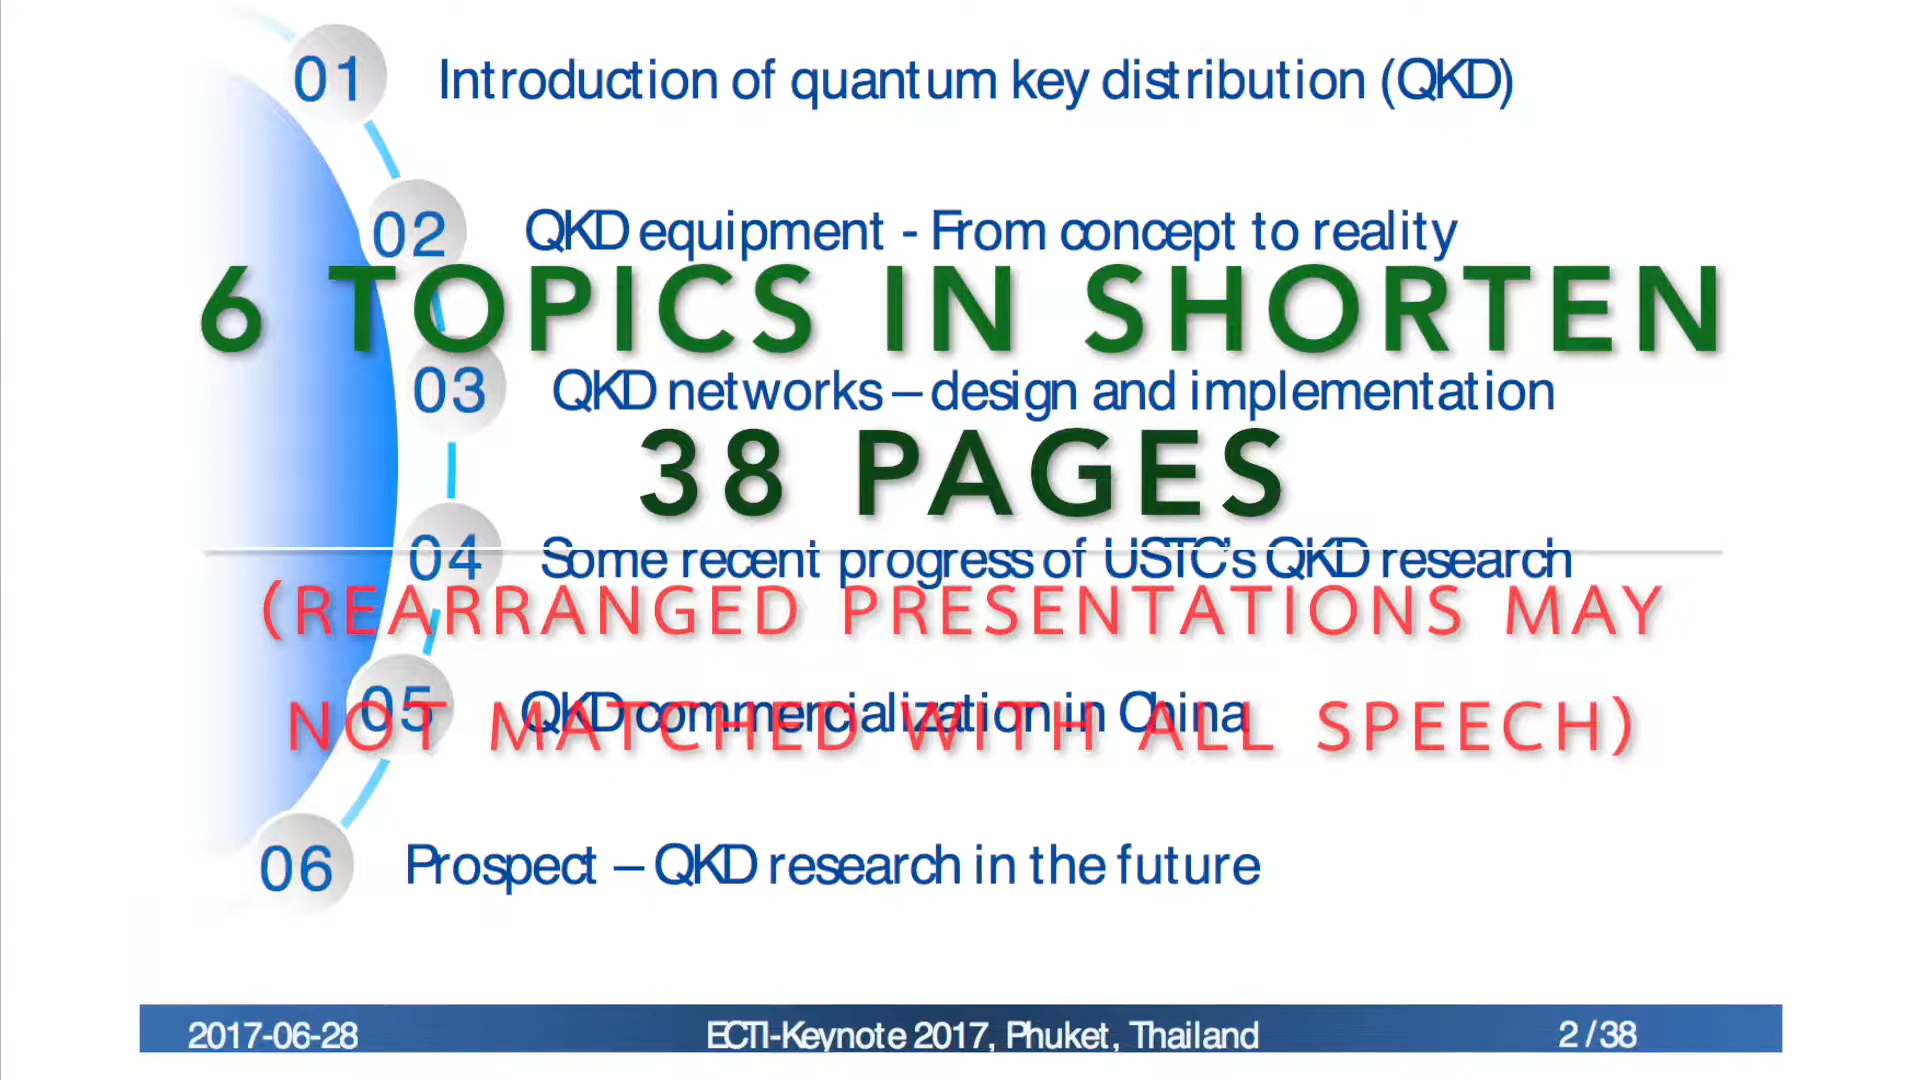 01 Introduction of quantum key distribution (QKD)
02 QKD equipment - From concept to reality
6 TOPICS IN SHORTEN
03 QKD networks – design and implementation
38 PAGES
04 Some recent progress of USTC's QKD research
(REARRANGED PRESENTATIONS MAY
05 QKD commercialization in China
NOT MATCHED WITH ALL SPEECH)
06 Prospect – QKD research in the future
2017-06-28 ECTI-Keynote 2017, Phuket, Thailand 2 / 38